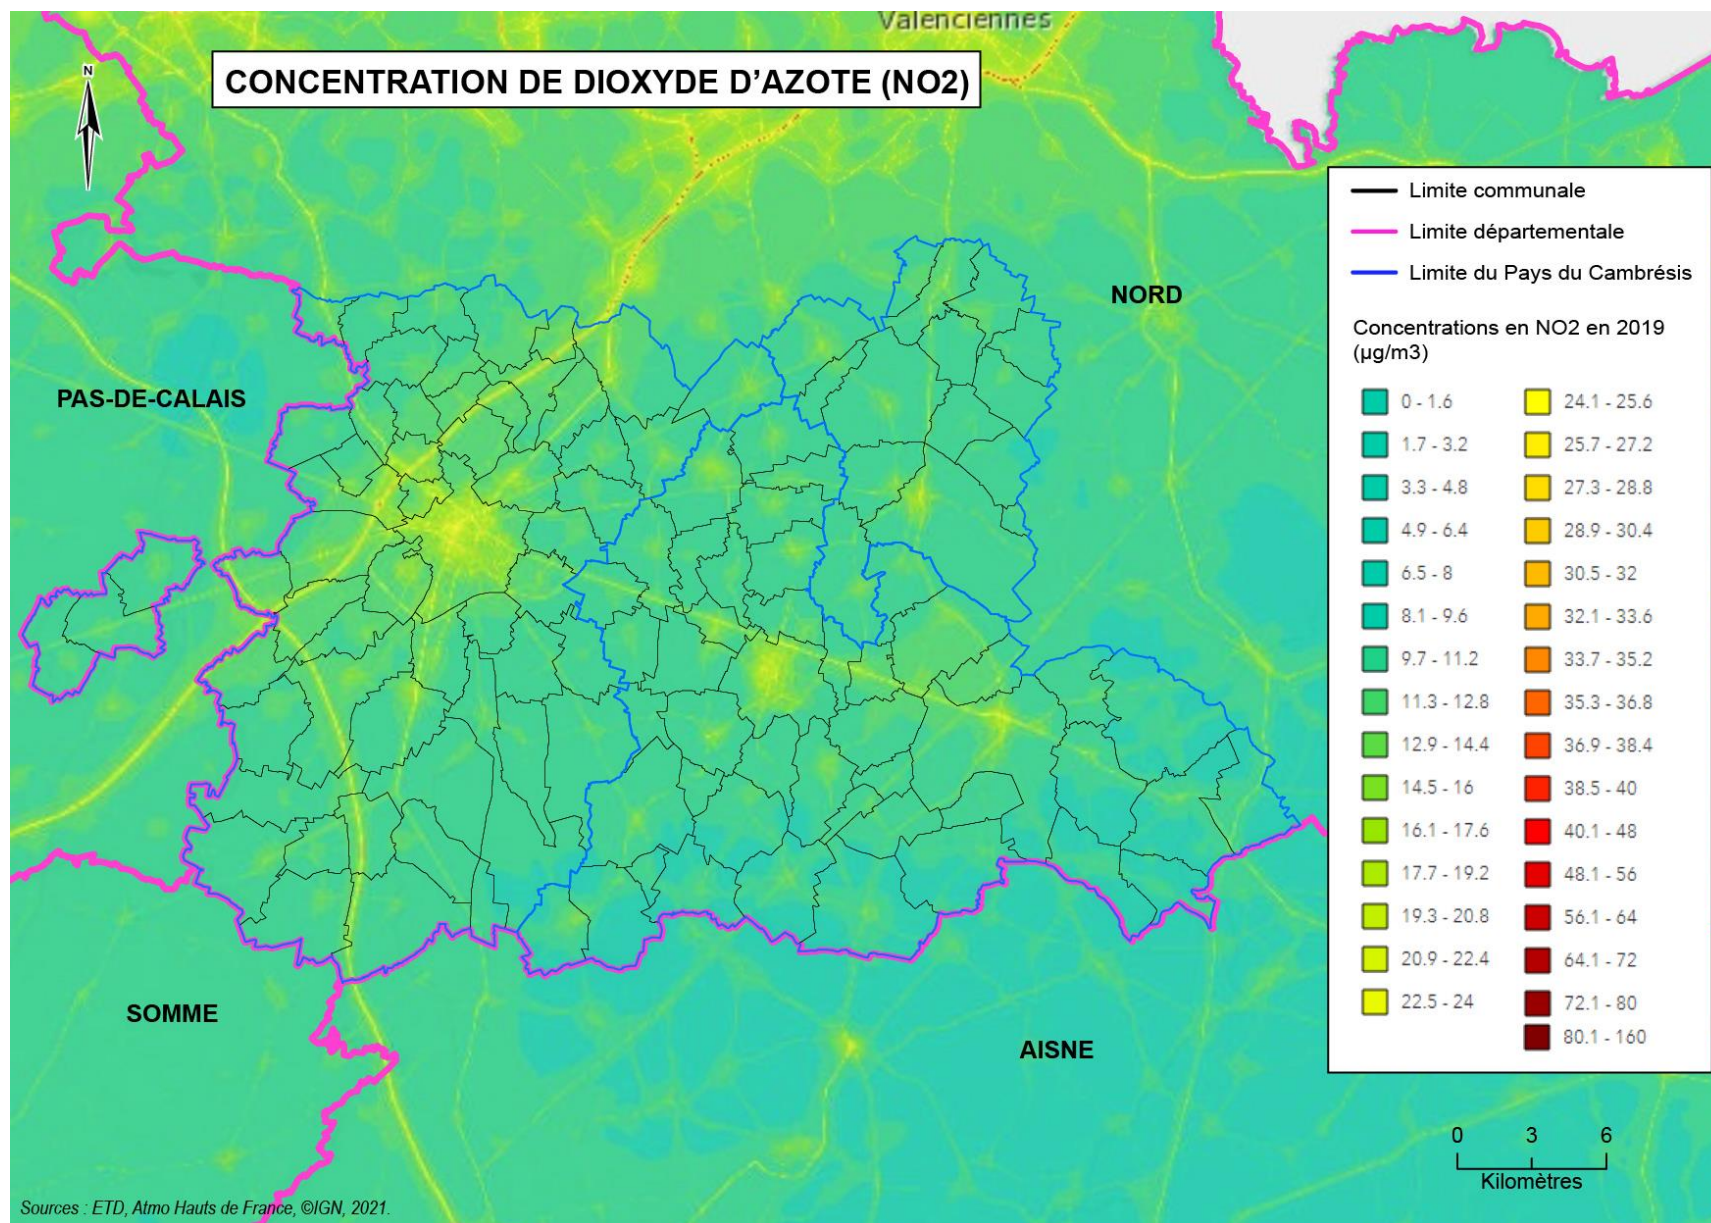 Valenciennes
CONCENTRATION DE DIOXYDE D'AZOTE (NO2)
N
NORD
PAS-DE-CALAIS
SOMME
AISNE
Limite communale
Limite départementale
Limite du Pays du Cambrésis
Concentrations en NO2 en 2019
(µg/m3)
0 - 1.6
1.7 - 3.2
3.3 - 4.8
4.9 - 6.4
6.5 - 8
8.1 - 9.6
9.7 - 11.2
11.3 - 12.8
12.9 - 14.4
14.5 - 16
16.1 - 17.6
17.7 - 19.2
19.3 - 20.8
20.9 - 22.4
22.5 - 24
24.1 - 25.6
25.7 - 27.2
27.3 - 28.8
28.9 - 30.4
30.5 - 32
32.1 - 33.6
33.7 - 35.2
35.3 - 36.8
36.9 - 38.4
38.5 - 40
40.1 - 48
48.1 - 56
56.1 - 64
64.1 - 72
72.1 - 80
80.1 - 160
0 3 6
Kilomètres
Sources : ETD, Atmo Hauts de France, ©IGN, 2021.